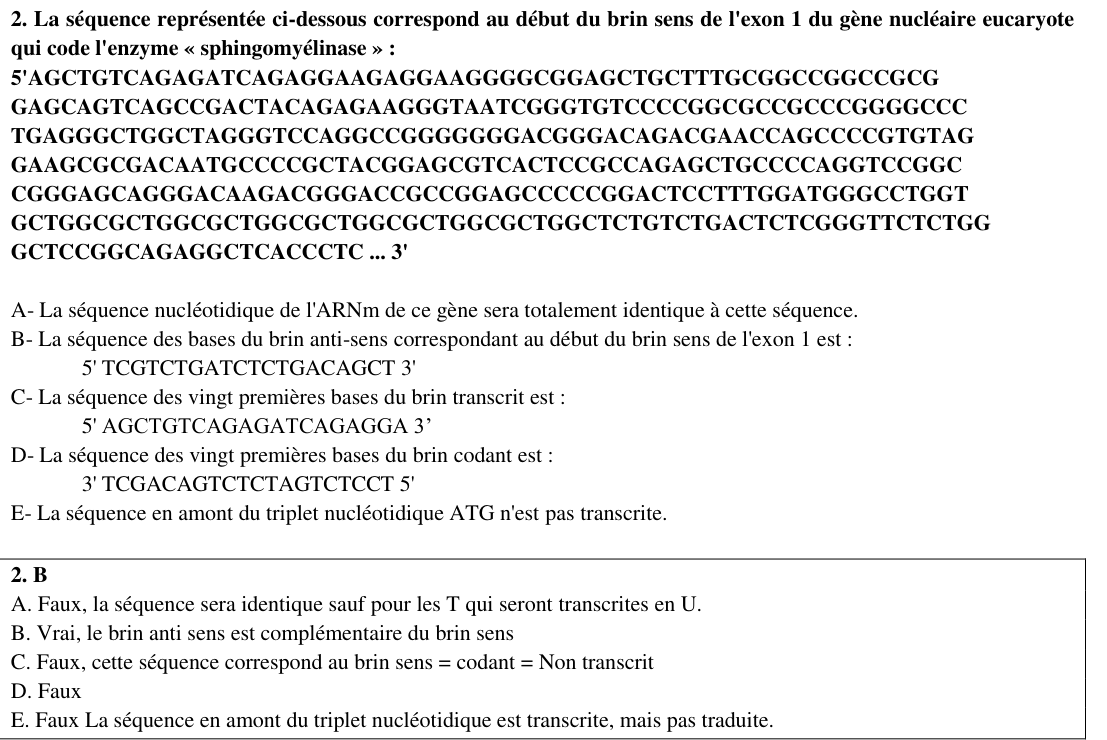 2. La séquence représentée ci-dessous correspond au début du brin sens de l'exon 1 du gène nucléaire eucaryote
qui code l'enzyme « sphingomyélinase » :
5'AGCTGTCAGAGATCAGAGGAAGAGGAAGGGGCGGAGCTGCTTTGCGGCCGGCCGCG
GAGCAGTCAGCCGACTACAGAGAAGGGTAATCGGGTGTCCCCGGCGCCGCCCGGGGCCC
TGAGGGCTGGCTAGGGTCCAGGCCGGGGGGGACGGGACAGACGAACCAGCCCCGTGTAG
GAAGCGCGACAATGCCCCGCTACGGAGCGTCACTCCGCCAGAGCTGCCCCAGGTCCGGC
CGGGAGCAGGGACAAGACGGGACCGCCGGAGCCCCCGGACTCCTTTGGATGGGCCTGGT
GCTGGCGCTGGCGCTGGCGCTGGCGCTGGCGCTGGCTCTGTCTGACTCTCGGGTTCTCTGG
GCTCCGGCAGAGGCTCACCCTC ... 3'
A- La séquence nucléotidique de l'ARNm de ce gène sera totalement identique à cette séquence.
B- La séquence des bases du brin anti-sens correspondant au début du brin sens de l'exon 1 est :
5' TCGTCTGATCTCTGACAGCT 3'
C- La séquence des vingt premières bases du brin transcrit est :
5' AGCTGTCAGAGATCAGAGGA 3’
D- La séquence des vingt premières bases du brin codant est :
3' TCGACAGTCTCTAGTCTCCT 5'
E- La séquence en amont du triplet nucléotidique ATG n'est pas transcrite.
2. B
A. Faux, la séquence sera identique sauf pour les T qui seront transcrites en U.
B. Vrai, le brin anti sens est complémentaire du brin sens
C. Faux, cette séquence correspond au brin sens = codant = Non transcrit
D. Faux
E. Faux La séquence en amont du triplet nucléotidique est transcrite, mais pas traduite.